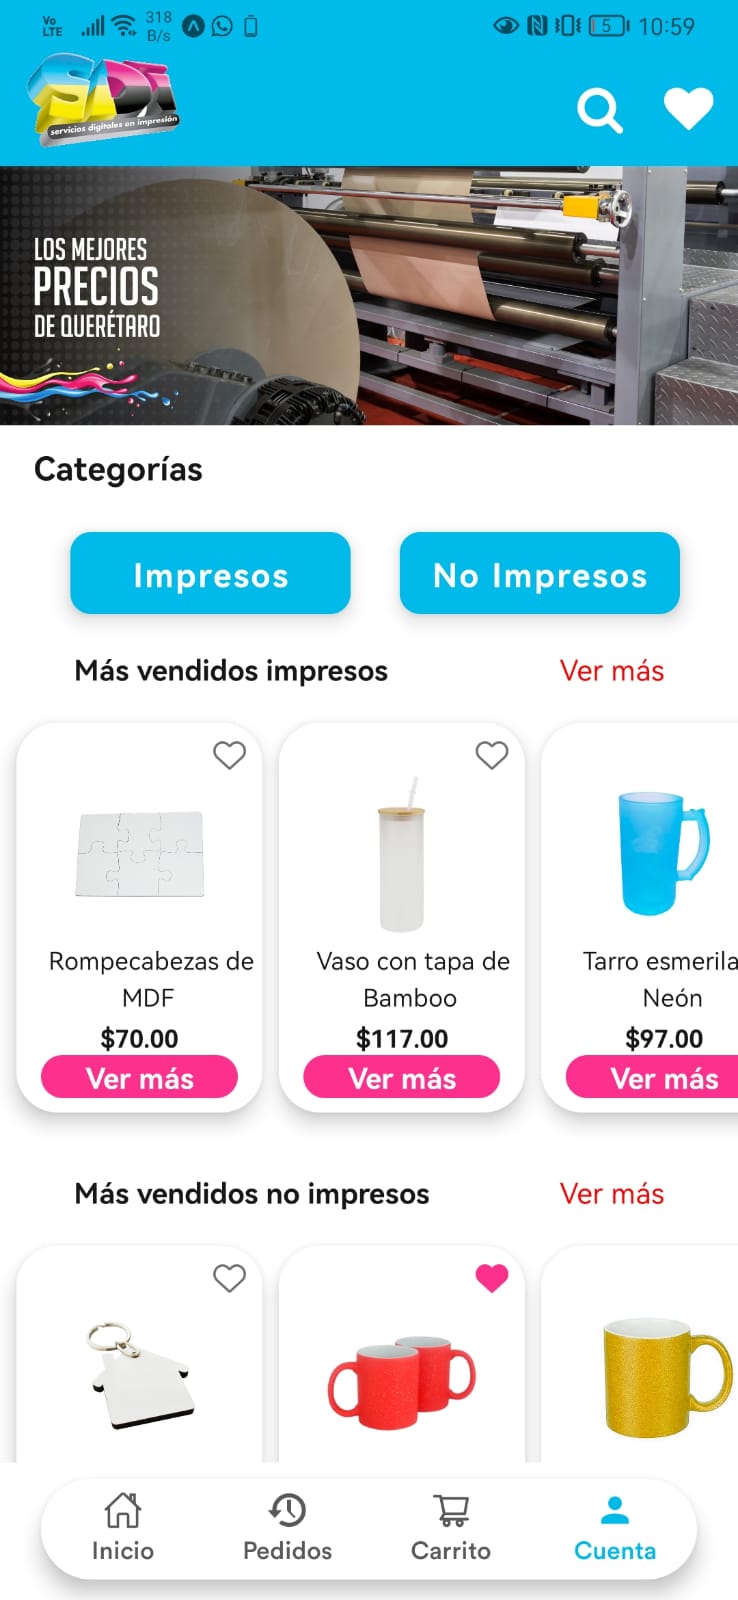 Vo
LTE
318
B/s
5
10:59
SDI
servicios digitales en impresión
LOS MEJORES
PRECIOS
DE QUERÉTARO
Categorías
Impresos
No Impresos
Más vendidos impresos
Ver más
Rompecabezas de
MDF
$70.00
Ver más
Vaso con tapa de
Bamboo
$117.00
Ver más
Tarro esmerila
Neón
$97.00
Ver más
Más vendidos no impresos
Ver más
Inicio
Pedidos
Carrito
Cuenta